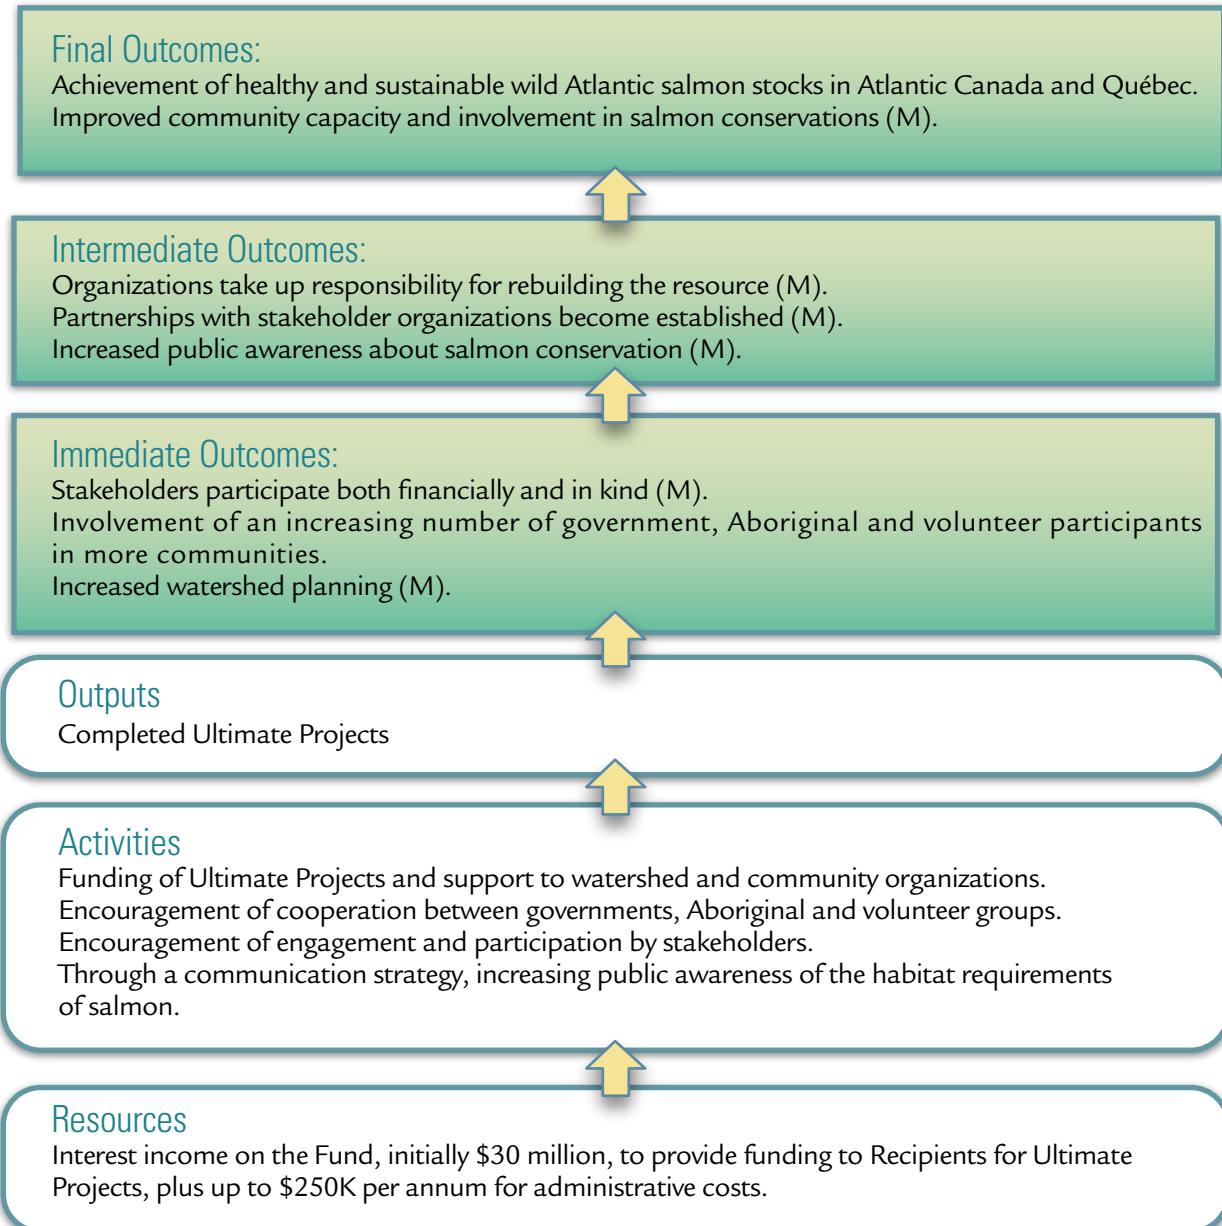 Final Outcomes:
Achievement of healthy and sustainable wild Atlantic salmon stocks in Atlantic Canada and Québec.
Improved community capacity and involvement in salmon conservations (M).
Intermediate Outcomes:
Organizations take up responsibility for rebuilding the resource (M).
Partnerships with stakeholder organizations become established (M).
Increased public awareness about salmon conservation (M).
Immediate Outcomes:
Stakeholders participate both financially and in kind (M).
Involvement of an increasing number of government, Aboriginal and volunteer participants
in more communities.
Increased watershed planning (M).
Outputs
Completed Ultimate Projects
Activities
Funding of Ultimate Projects and support to watershed and community organizations.
Encouragement of cooperation between governments, Aboriginal and volunteer groups.
Encouragement of engagement and participation by stakeholders.
Through a communication strategy, increasing public awareness of the habitat requirements
of salmon.
Resources
Interest income on the Fund, initially $30 million, to provide funding to Recipients for Ultimate
Projects, plus up to $250K per annum for administrative costs.